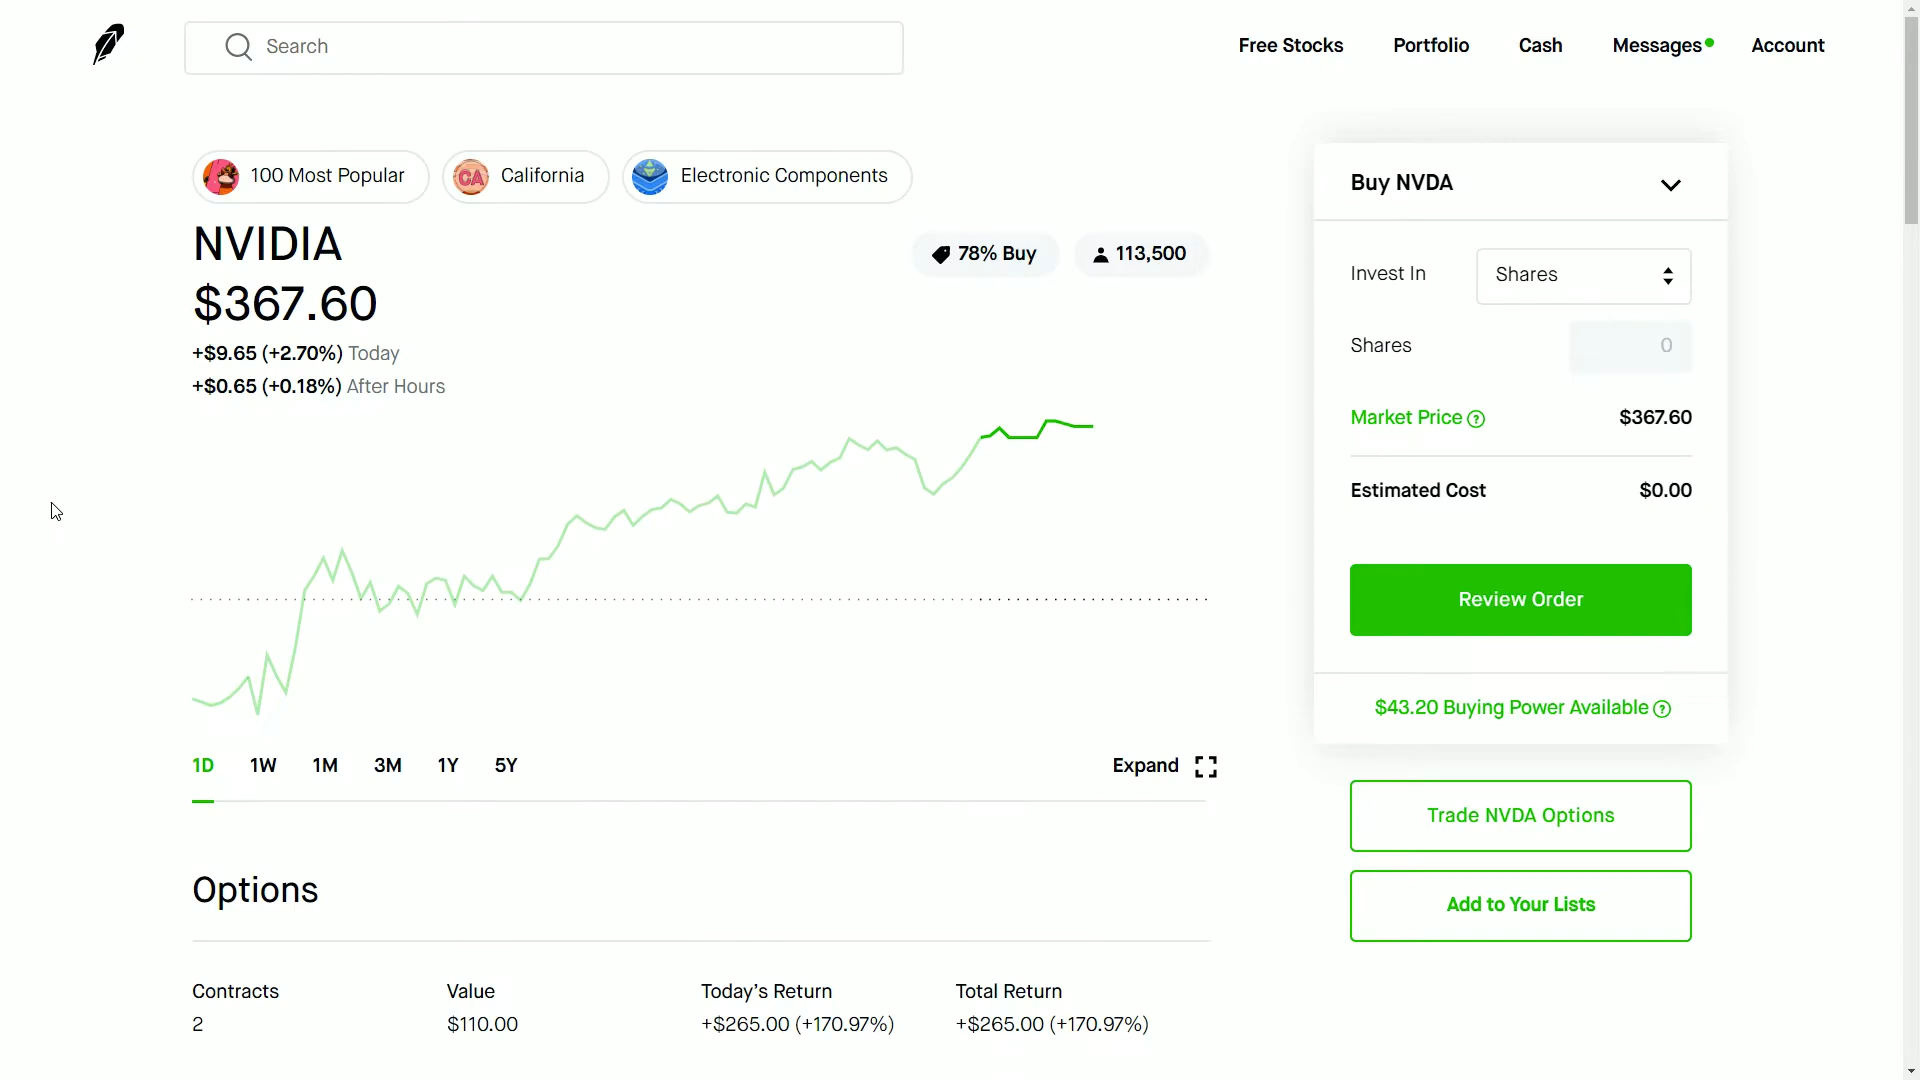 Search
Free Stocks Portfolio Cash Messages Account
100 Most Popular CA California Electronic Components
NVIDIA
78% Buy 113,500
$367.60
+$9.65 (+2.70%) Today
+$0.65 (+0.18%) After Hours
1D 1W 1M 3M 1Y 5Y Expand
Options
Contracts Value Today's Return Total Return
2 $110.00 +$265.00 (+170.97%) +$265.00 (+170.97%)
Buy NVDA
Invest In Shares
Shares 0
Market Price ? $367.60
Estimated Cost $0.00
Review Order
$43.20 Buying Power Available ?
Trade NVDA Options
Add to Your Lists